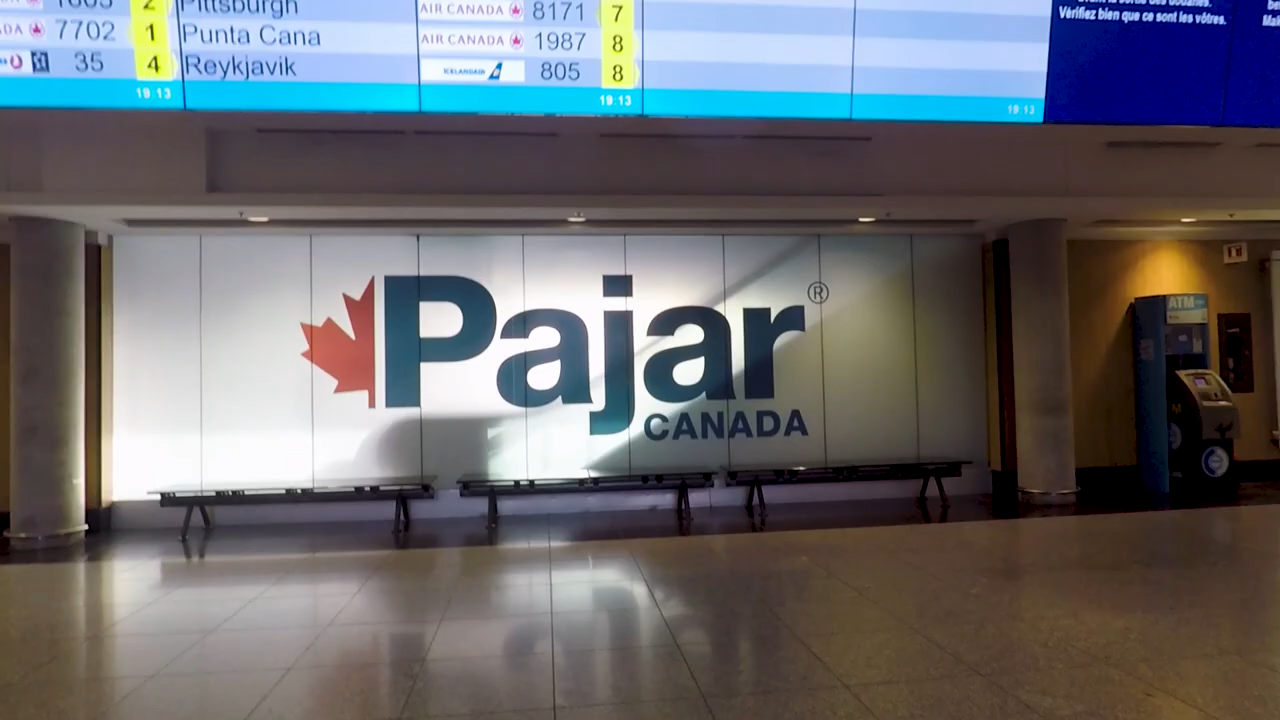 Pittsburgh AIR CANADA 8171 7
7702 1 Punta Cana AIR CANADA 1987 8
35 4 Reykjavik ICELANDAIR 805 8
19:13 19:13 19:13
Vérifiez bien que ce sont les vôtres.
Pajar®
CANADA
ATM